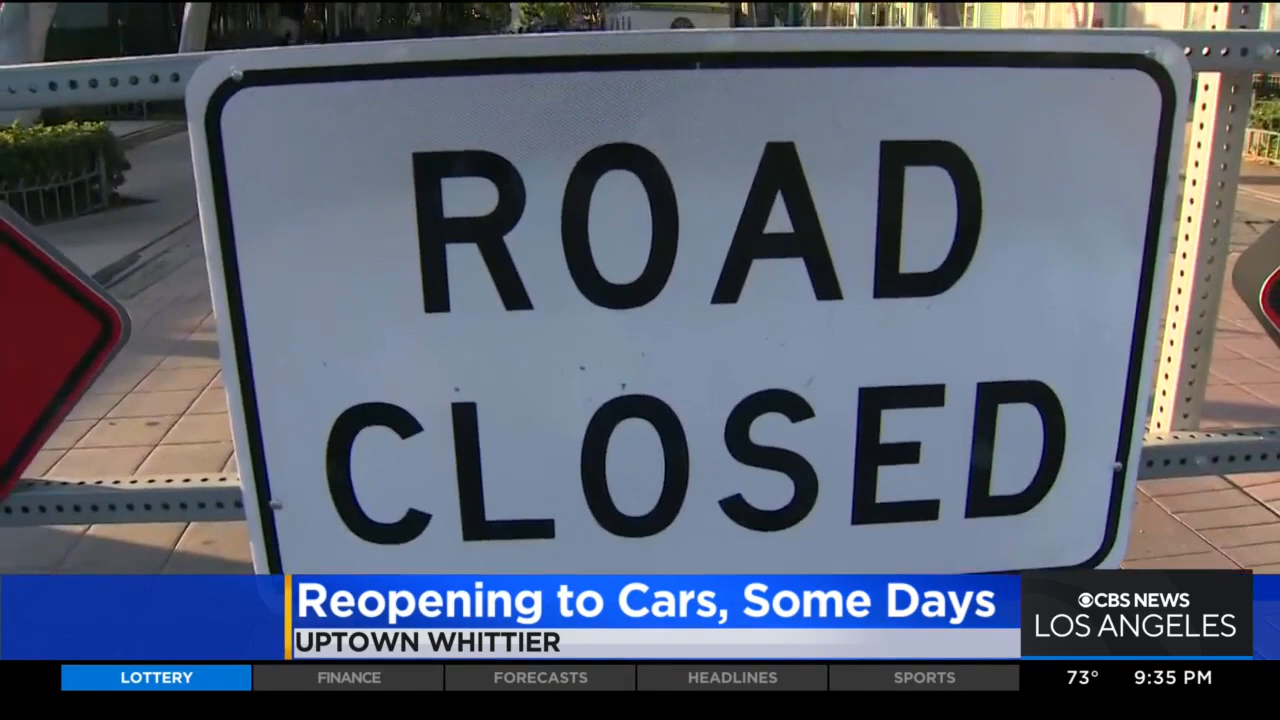 ROAD
CLOSED
Reopening to Cars, Some Days
UPTOWN WHITTIER
CBS NEWS
LOS ANGELES
LOTTERY FINANCE FORECASTS HEADLINES SPORTS 73° 9:35 PM